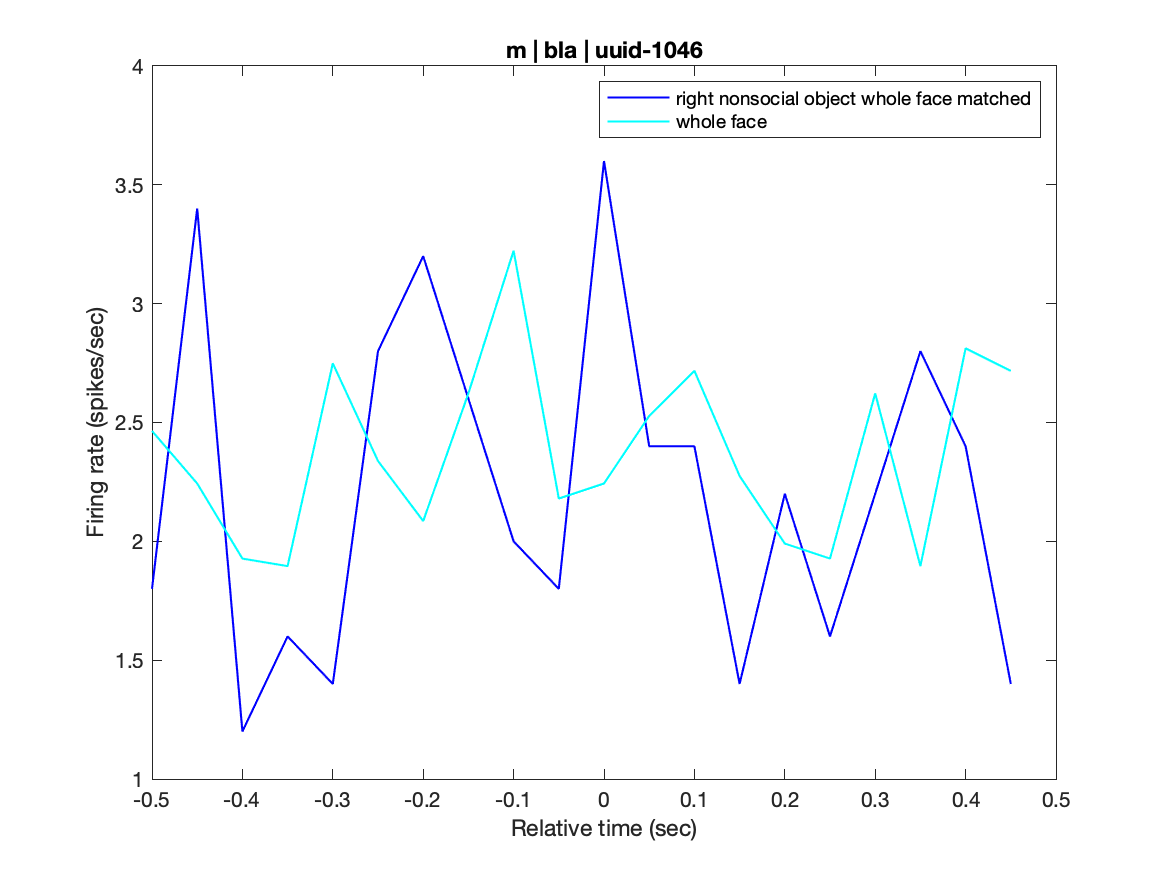 m | bla | uuid-1046
right nonsocial object whole face matched
whole face
4
3.5
3
2.5
2
1.5
1
Firing rate (spikes/sec)
-0.5 -0.4 -0.3 -0.2 -0.1 0 0.1 0.2 0.3 0.4 0.5
Relative time (sec)